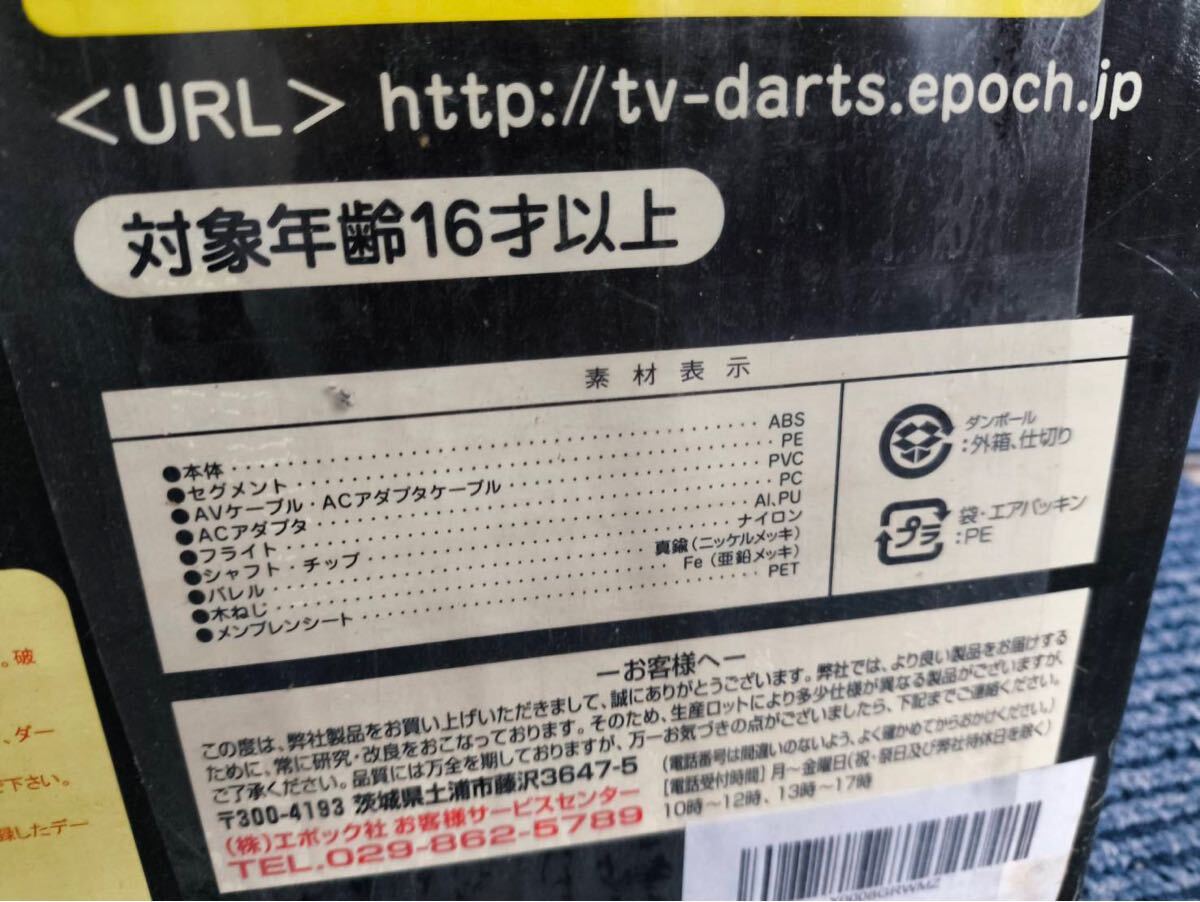 <URL> http://tv-darts.epoch.jp
対象年齢16才以上
素材表示
●本体 ABS
●セグメント PE
●AVケーブル・ACアダプタケーブル PVC
●ACアダプタ PC
●フライト Al、PU
●シャフト・チップ ナイロン
●バレル 真鍮(ニッケルメッキ)
●木ねじ Fe(亜鉛メッキ)
●メンブレンシート PET
ダンボール
:外箱、仕切り
プラ
袋・エアパッキン
:PE
ーお客様へー
この度は、弊社製品をお買い上げいただきまして、誠にありがとうございます。弊社では、より良い製品をお届けする
ために、常に研究・改良をおこなっております。そのため、生産ロットにより多少仕様が異なる製品がございますが、
ご了承ください。品質には万全を期しておりますが、万一お気づきの点がございましたら、下記までご連絡ください。
〒300-4193 茨城県土浦市藤沢3647-5
(株)エポック社 お客様サービスセンター
TEL.029-862-5789
(電話番号は間違いのないよう、よく確かめてからおかけください。)
[電話受付時間]月〜金曜日(祝・祭日及び弊社特休日を除く)
10時〜12時、13時〜17時
。破
、ダー
下さい。
録したデー
X0008GRWMZ